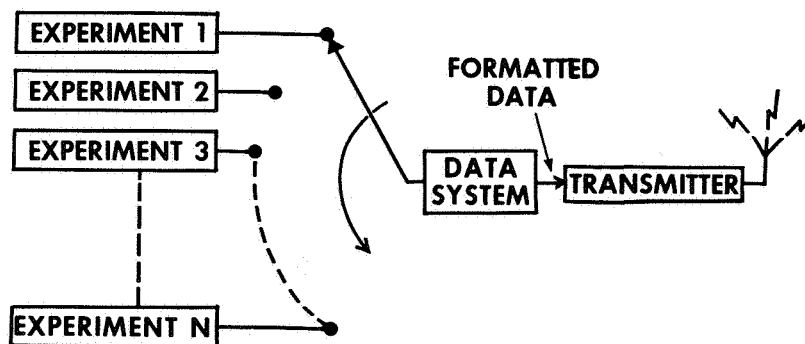 EXPERIMENT 1
EXPERIMENT 2
EXPERIMENT 3
EXPERIMENT N
FORMATTED
DATA
DATA
SYSTEM
TRANSMITTER